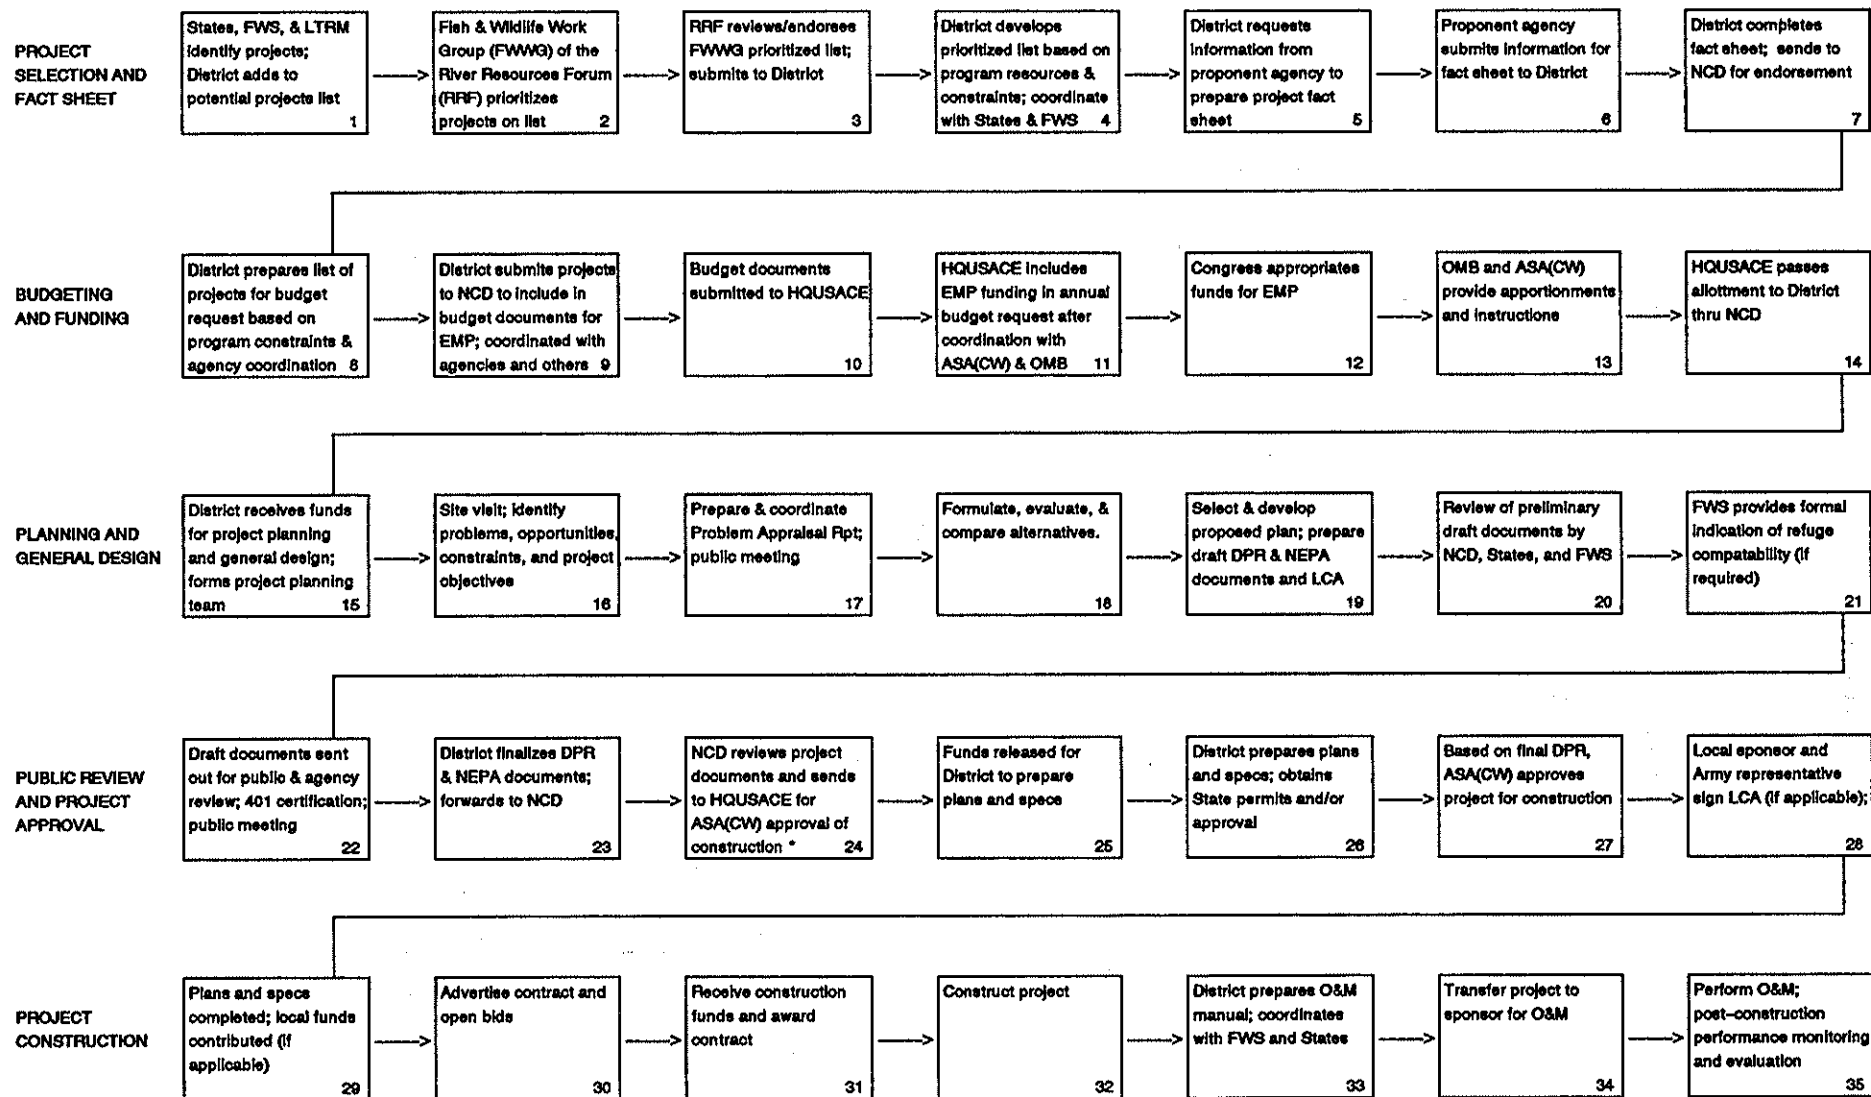 PROJECT
SELECTION AND
FACT SHEET
States, FWS, & LTRM
identify projects;
District adds to
potential projects list
1
Fish & Wildlife Work
Group (FWWG) of the
River Resources Forum
(RRF) prioritizes
projects on list 2
RRF reviews/endorses
FWWG prioritized list;
submits to District
3
District develops
prioritized list based on
program resources &
constraints; coordinate
with States & FWS 4
District requests
information from
proponent agency to
prepare project fact
sheet 5
Proponent agency
submits information for
fact sheet to District
6
District completes
fact sheet; sends to
NCD for endorsement
7
BUDGETING
AND FUNDING
District prepares list of
projects for budget
request based on
program constraints &
agency coordination 8
District submits projects
to NCD to include in
budget documents for
EMP; coordinated with
agencies and others 9
Budget documents
submitted to HQUSACE
10
HQUSACE includes
EMP funding in annual
budget request after
coordination with
ASA(CW) & OMB 11
Congress appropriates
funds for EMP
12
OMB and ASA(CW)
provide apportionments
and instructions
13
HQUSACE passes
allotment to District
thru NCD
14
PLANNING AND
GENERAL DESIGN
District receives funds
for project planning
and general design;
forms project planning
team 15
Site visit; identify
problems, opportunities,
constraints, and project
objectives
16
Prepare & coordinate
Problem Appraisal Rpt;
public meeting
17
Formulate, evaluate, &
compare alternatives.
18
Select & develop
proposed plan; prepare
draft DPR & NEPA
documents and LCA
19
Review of preliminary
draft documents by
NCD, States, and FWS
20
FWS provides formal
indication of refuge
compatability (if
required)
21
PUBLIC REVIEW
AND PROJECT
APPROVAL
Draft documents sent
out for public & agency
review; 401 certification;
public meeting
22
District finalizes DPR
& NEPA documents;
forwards to NCD
23
NCD reviews project
documents and sends
to HQUSACE for
ASA(CW) approval of
construction * 24
Funds released for
District to prepare
plans and specs
25
District prepares plans
and specs; obtains
State permits and/or
approval
26
Based on final DPR,
ASA(CW) approves
project for construction
27
Local sponsor and
Army representative
sign LCA (if applicable);
28
PROJECT
CONSTRUCTION
Plans and specs
completed; local funds
contributed (if
applicable)
29
Advertise contract and
open bids
30
Receive construction
funds and award
contract
31
Construct project
32
District prepares O&M
manual; coordinates
with FWS and States
33
Transfer project to
sponsor for O&M
34
Perform O&M;
post-construction
performance monitoring
and evaluation
35